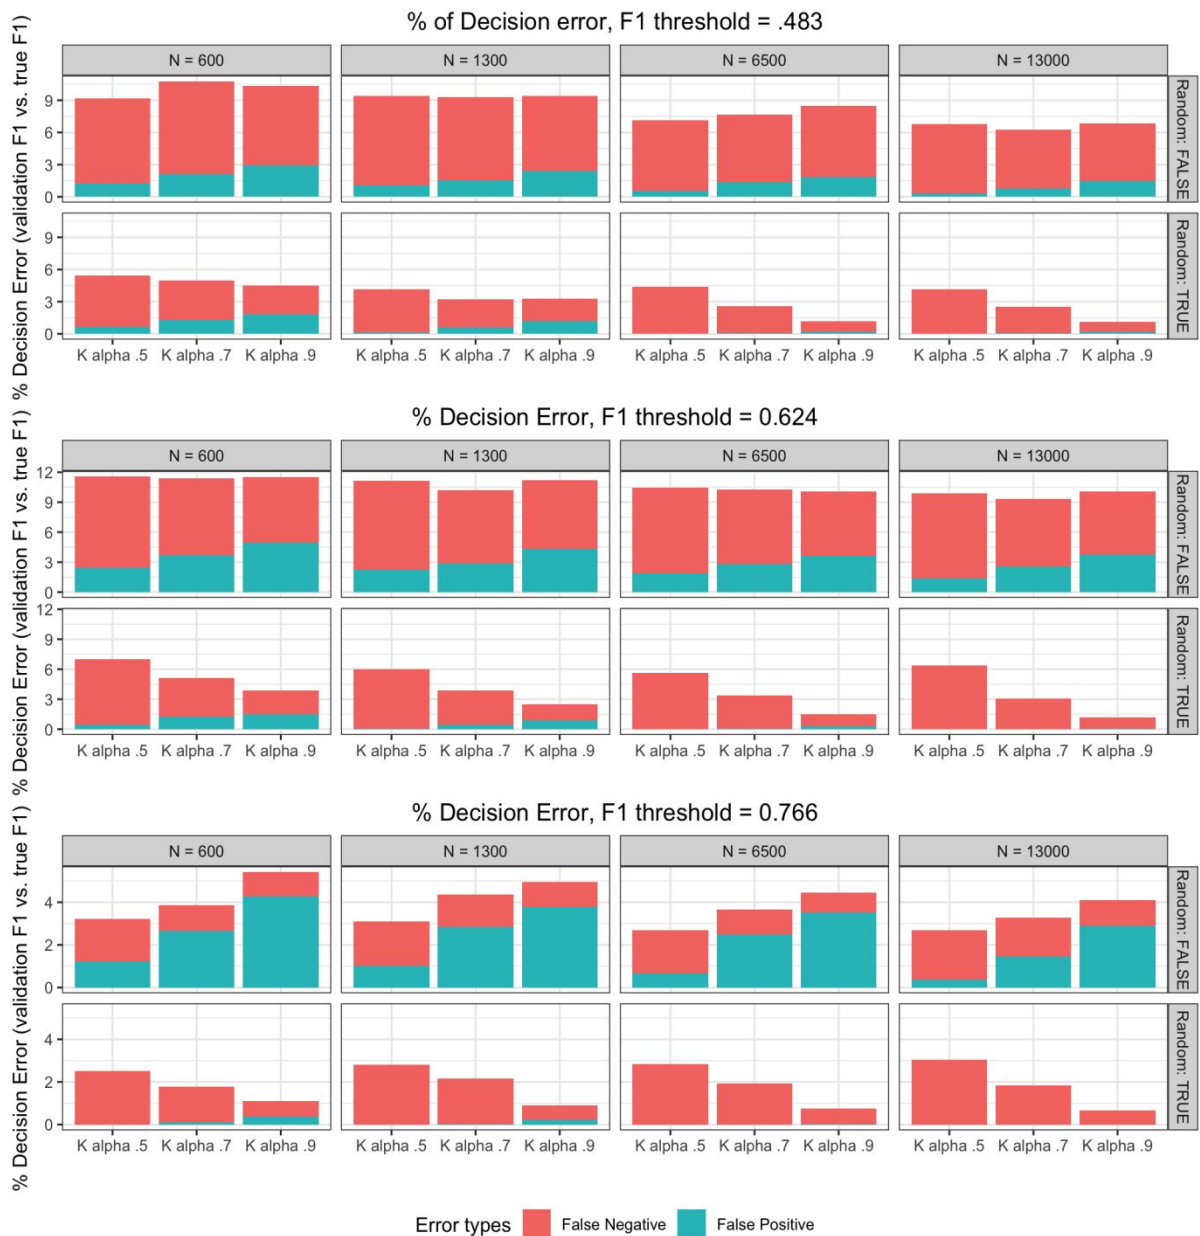 % of Decision error, F1 threshold = .483
% Decision Error (validation F1 vs. true F1)
N = 600 N = 1300 N = 6500 N = 13000
9
6
3
0
Random: FALSE
9
6
3
0
Random: TRUE
K alpha .5 K alpha .7 K alpha .9 K alpha .5 K alpha .7 K alpha .9 K alpha .5 K alpha .7 K alpha .9 K alpha .5 K alpha .7 K alpha .9
% Decision Error, F1 threshold = 0.624
% Decision Error (validation F1 vs. true F1)
N = 600 N = 1300 N = 6500 N = 13000
12
9
6
3
0
Random: FALSE
12
9
6
3
0
Random: TRUE
K alpha .5 K alpha .7 K alpha .9 K alpha .5 K alpha .7 K alpha .9 K alpha .5 K alpha .7 K alpha .9 K alpha .5 K alpha .7 K alpha .9
% Decision Error, F1 threshold = 0.766
% Decision Error (validation F1 vs. true F1)
N = 600 N = 1300 N = 6500 N = 13000
4
2
0
Random: FALSE
4
2
0
Random: TRUE
K alpha .5 K alpha .7 K alpha .9 K alpha .5 K alpha .7 K alpha .9 K alpha .5 K alpha .7 K alpha .9 K alpha .5 K alpha .7 K alpha .9
Error types False Negative False Positive